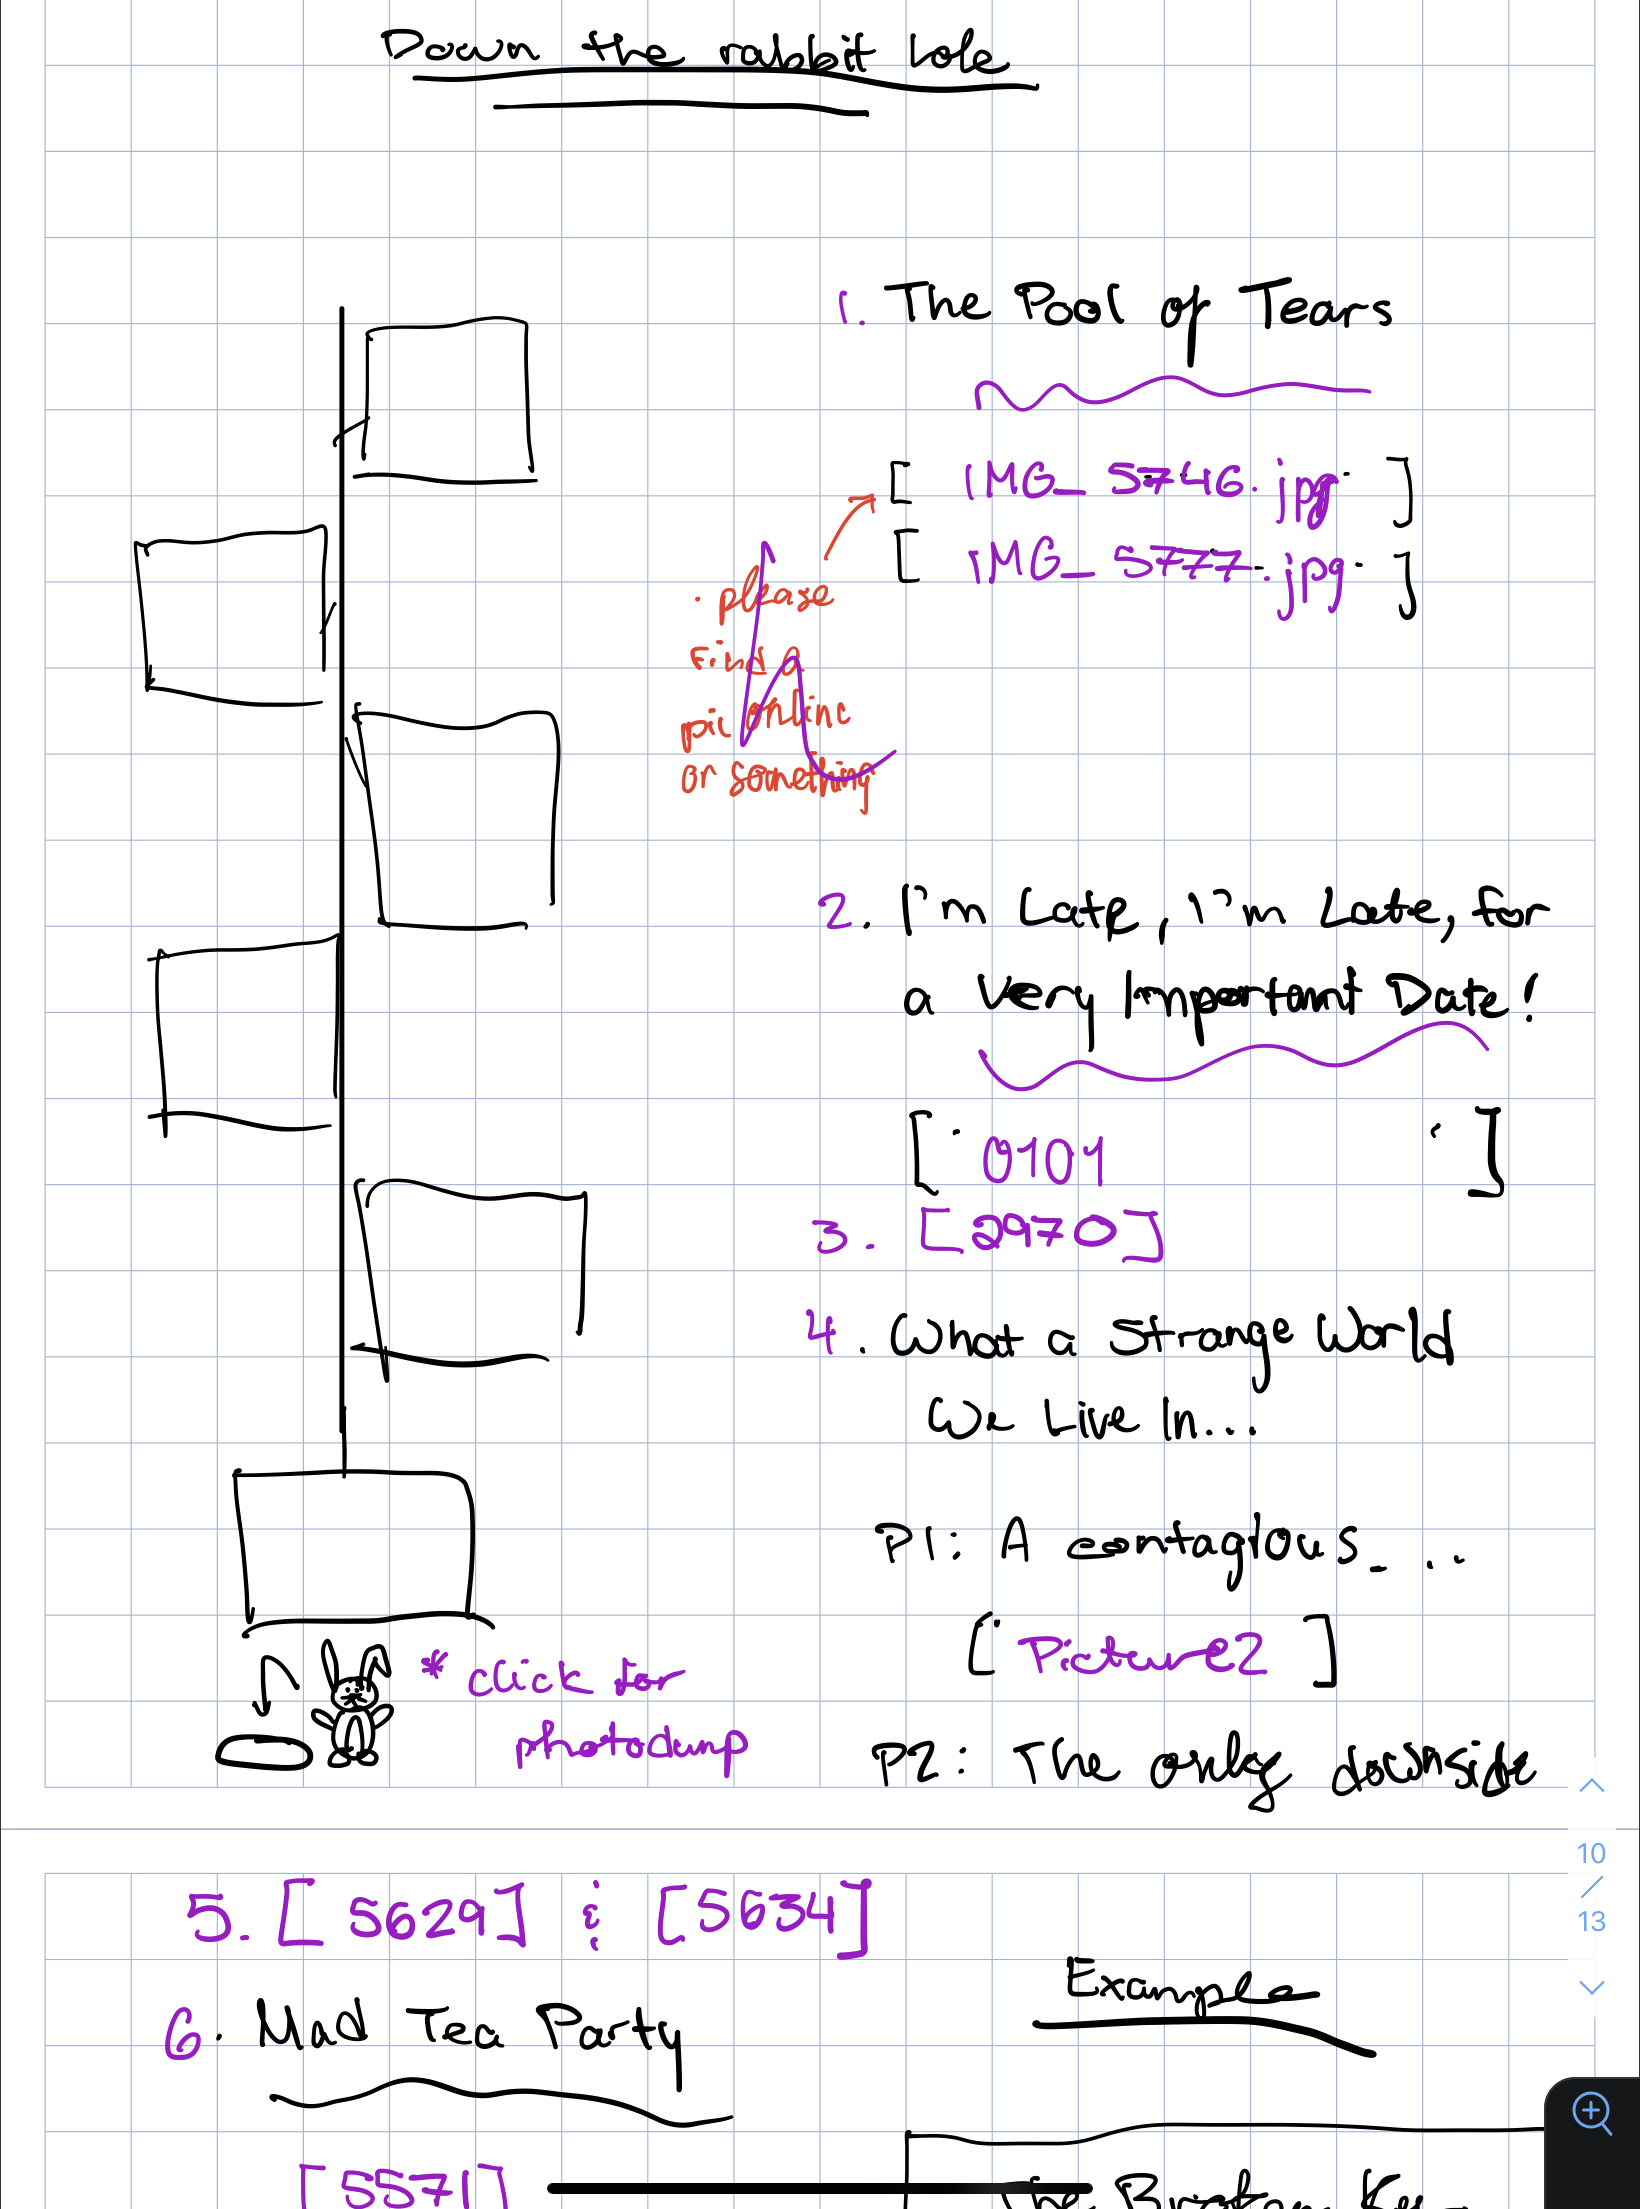 Down the rabbit hole
1. The Pool of Tears
[ IMG_5746.jpg ]
[ IMG_5777.jpg ]
please
find a
pic online
or something
2. I'm Late, I'm Late, for
a Very Important Date!
[ 0101 ]
3. [2970]
4. What a Strange World
We Live In...
P1: A contagious_ ..
[ Picture2 ]
P2: The only downside
* click for
photodump
10
/
13
5. [ 5629] & [5634]
6. Mad Tea Party
[5571]
Example
The